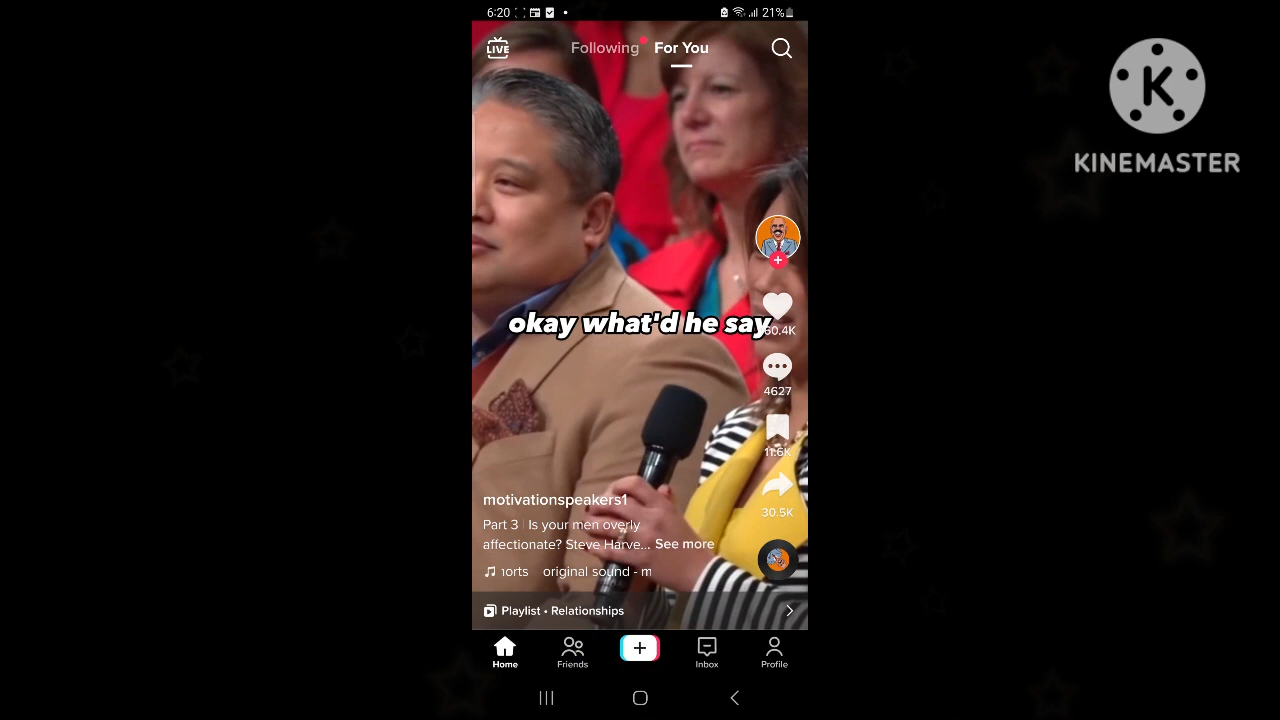 6:20
21%
LIVE
Following
For You
K
KINEMASTER
okay what'd he say
60.4K
4627
11.6K
motivationspeakers1
30.5K
Part 3 | Is your men overly
affectionate? Steve Harve... See more
original sound - m
Playlist • Relationships
Home
Friends
Inbox
Profile